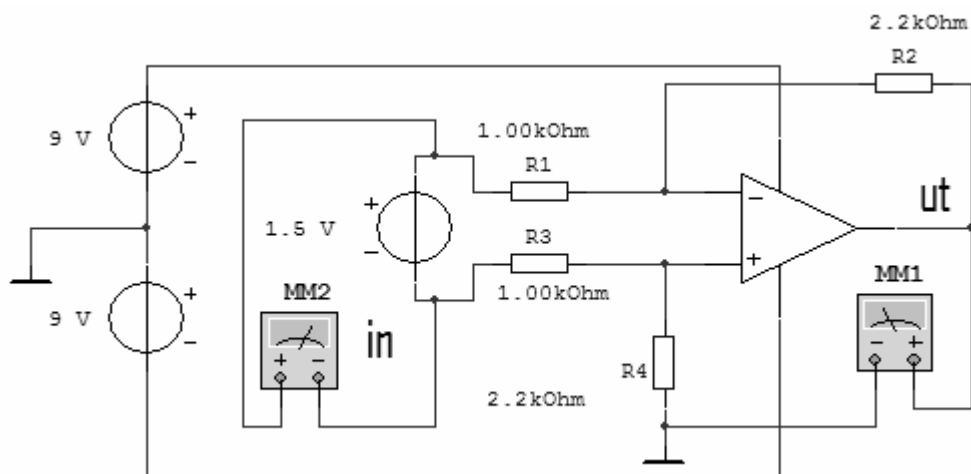 2.2kOhm
R2
9 V
+
−
1.00kOhm
R1
−
ut
1.5 V
+
−
R3
+
1.00kOhm
MM2
in
MM1
9 V
+
−
+ −
− +
R4
2.2kOhm